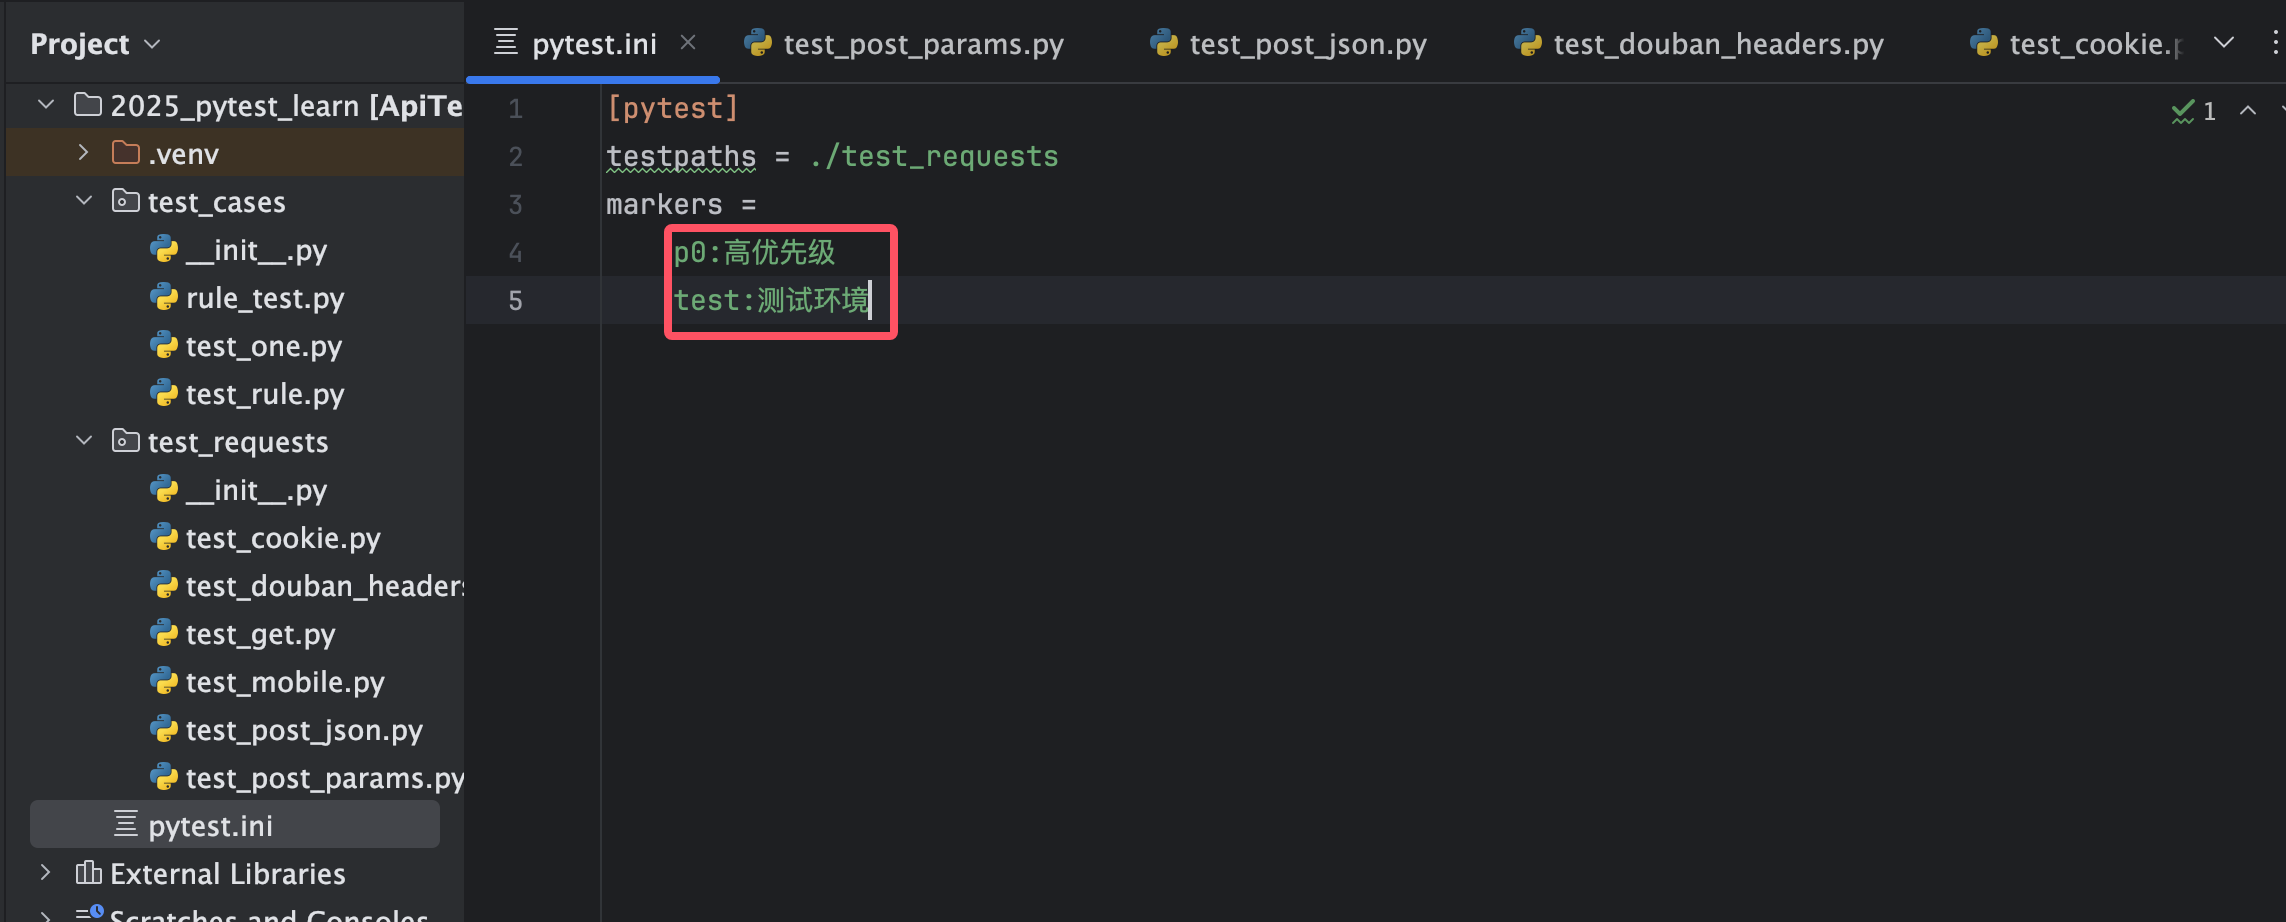 Project
pytest.ini
test_post_params.py
test_post_json.py
test_douban_headers.py
test_cookie.p
2025_pytest_learn [ApiTe
.venv
test_cases
__init__.py
rule_test.py
test_one.py
test_rule.py
test_requests
__init__.py
test_cookie.py
test_douban_headers
test_get.py
test_mobile.py
test_post_json.py
test_post_params.py
pytest.ini
External Libraries
Scratches and Consoles
1 [pytest]
2 testpaths = ./test_requests
3 markers =
4 p0:高优先级
5 test:测试环境
1